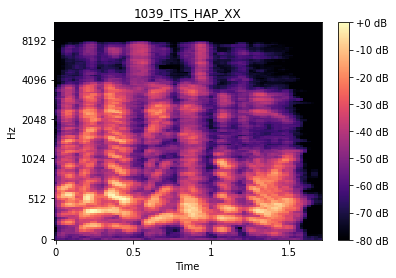 1039_ITS_HAP_XX
8192
4096
2048
1024
512
0
Hz
0
0.5
1
1.5
Time
+0 dB
-10 dB
-20 dB
-30 dB
-40 dB
-50 dB
-60 dB
-70 dB
-80 dB